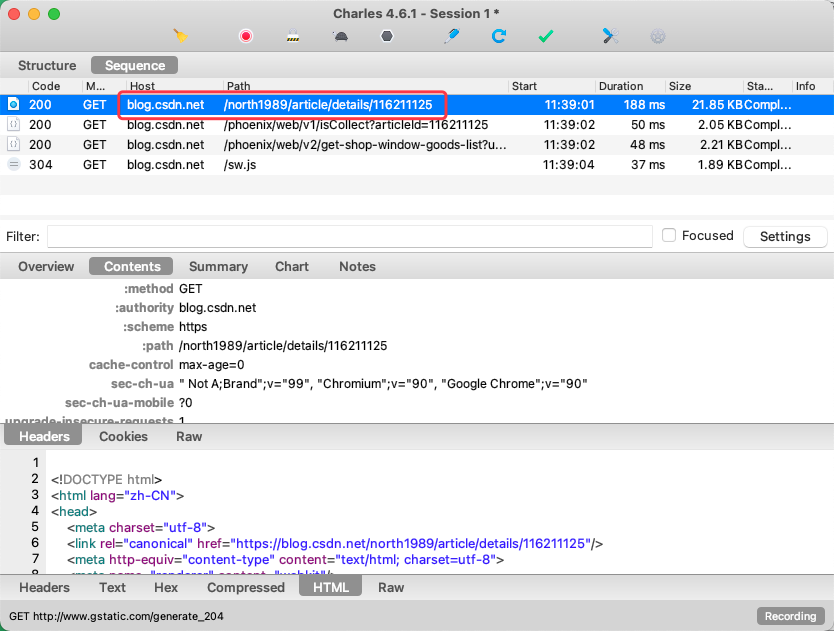 Charles 4.6.1 - Session 1 *
Structure Sequence
Code M... Host Path Start Duration Size Sta... Info
200 GET blog.csdn.net /north1989/article/details/116211125 11:39:01 188 ms 21.85 KB Compl...
200 GET blog.csdn.net /phoenix/web/v1/isCollect?articleId=116211125 11:39:02 50 ms 2.05 KB Compl...
200 GET blog.csdn.net /phoenix/web/v2/get-shop-window-goods-list?u... 11:39:02 48 ms 2.21 KB Compl...
304 GET blog.csdn.net /sw.js 11:39:04 37 ms 1.89 KB Compl...
Filter: Focused Settings
Overview Contents Summary Chart Notes
:method GET
:authority blog.csdn.net
:scheme https
:path /north1989/article/details/116211125
cache-control max-age=0
sec-ch-ua " Not A;Brand";v="99", "Chromium";v="90", "Google Chrome";v="90"
sec-ch-ua-mobile ?0
upgrade-insecure-requests 1
Headers Cookies Raw
1
2 <!DOCTYPE html>
3 <html lang="zh-CN">
4 <head>
5 <meta charset="utf-8">
6 <link rel="canonical" href="https://blog.csdn.net/north1989/article/details/116211125"/>
7 <meta http-equiv="content-type" content="text/html; charset=utf-8">
8 <meta name="renderer" content="webkit"/>
Headers Text Hex Compressed HTML Raw
GET http://www.gstatic.com/generate_204 Recording